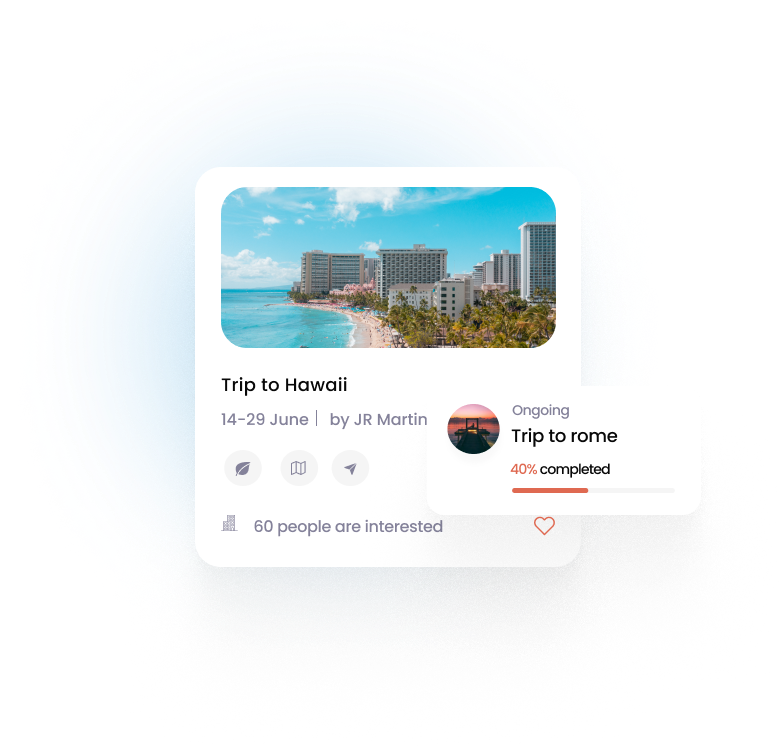 Trip to Hawaii
14-29 June | by JR Martin
Ongoing
Trip to rome
40% completed
60 people are interested